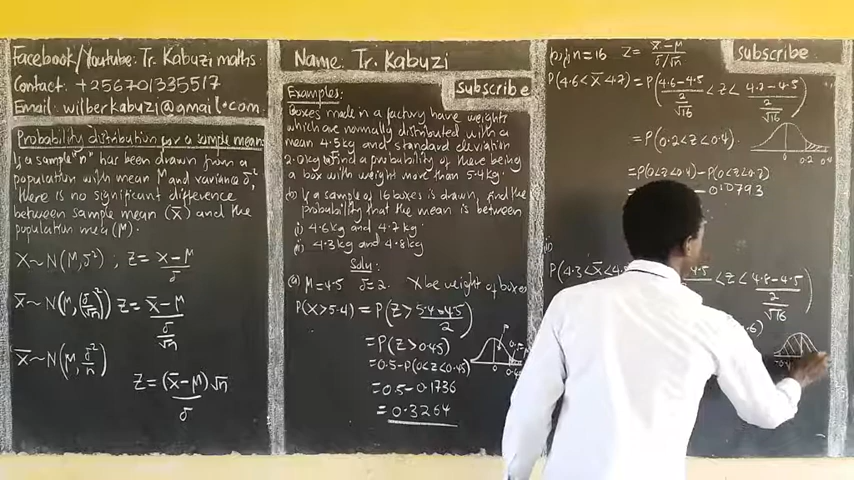 Facebook/Youtube: Tr. Kabuzi maths
Contact: +256701335517
Email: wilberkabuzi@gmail.com
Probability distribution for a sample mean
If a sample "n" has been drawn from a
population with mean M and variance σ²,
there is no significant difference
between sample mean (x̄) and the
population mean (M).
X~N(M,σ²) ; Z = x-M/σ
X̄~N(M,(σ/√n)²) Z = x̄-M/σ/√n
X̄~N(M, σ²/n)
Z = (x̄-M)√n/σ
Name: Tr. Kabuzi
Subscribe
Examples:
Boxes made in a factory have weights
which are normally distributed with a
mean 4.5kg and standard deviation
2.0kg find a probability of there being
a box with weight more than 5.4kg.
(b) If a sample of 16 boxes is drawn, find the
probability that the mean is between
i) 4.6kg and 4.7kg
ii) 4.3kg and 4.8kg
Soln:
(a) M=4.5 σ=2. X be weight of boxes
P(X>5.4) = P(Z> 5.4-4.5/2)
=P(Z>0.45)
=0.5-P(0<Z<0.45)
=0.5-0.1736
=0.3264
0
Subscribe
(b) n=16 Z= x̄-M/σ/√n
P(4.6<x̄<4.7) = P(4.6-4.5/2/√16 <Z< 4.7-4.5/2/√16)
=P(0.2<Z<0.4).
0 0.2 0.4
=P(0<Z<0.4)-P(0<Z<0.2)
-0.0793
P(4.3<x̄<4.8
4.5 <Z< 4.8-4.5/2/√16)
.6)